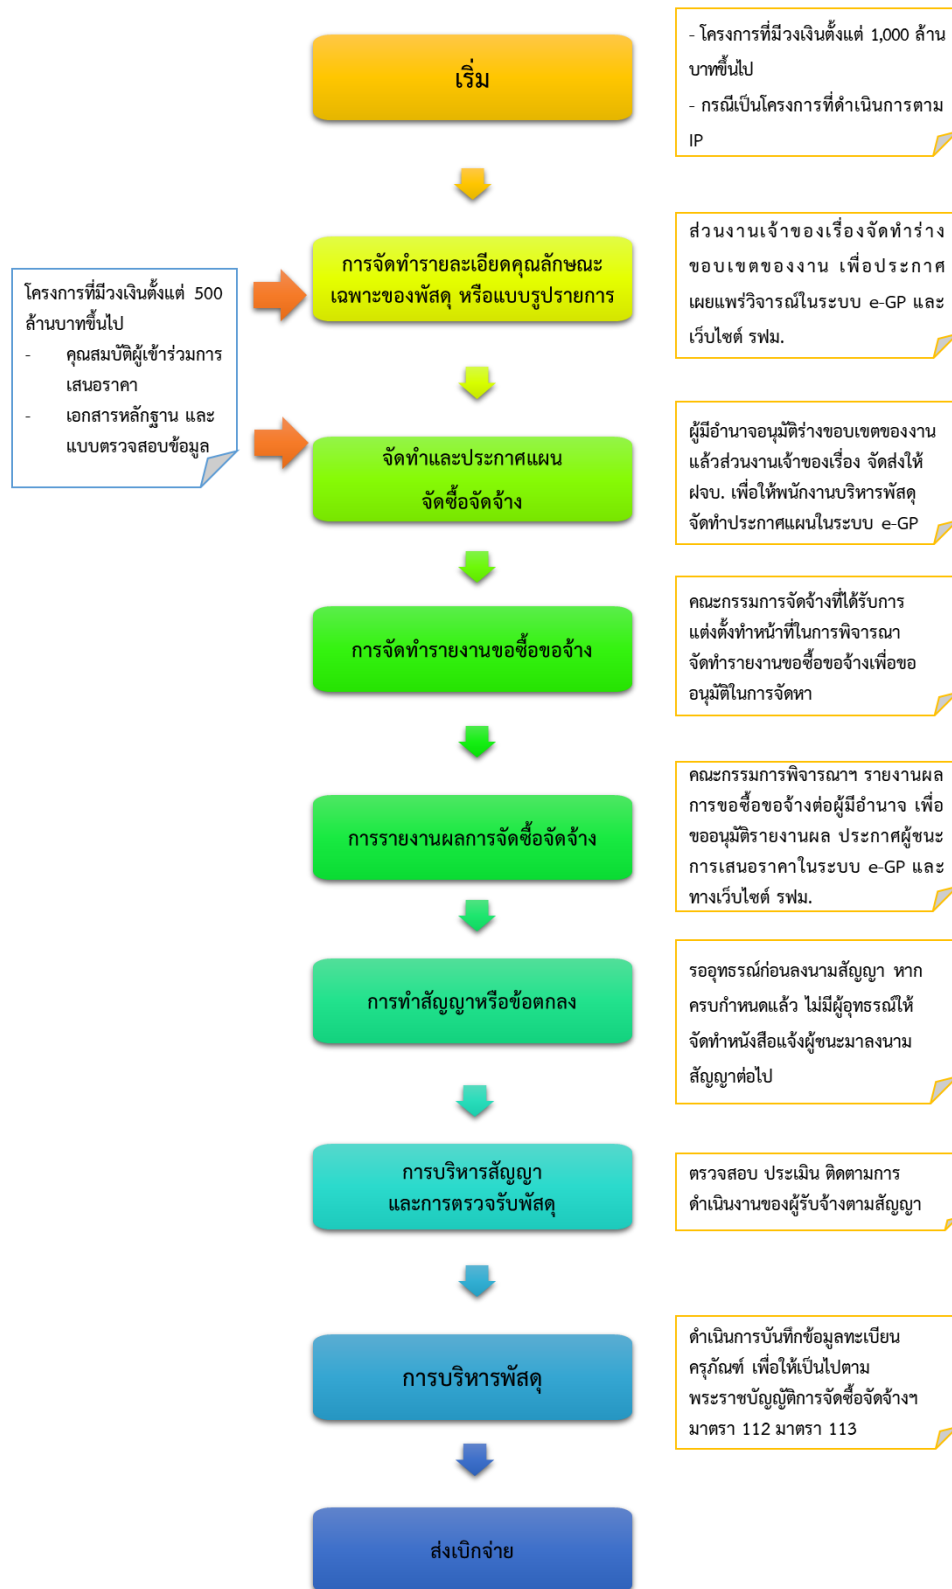 เริ่ม
- โครงการที่มีวงเงินตั้งแต่ 1,000 ล้าน
บาทขึ้นไป
- กรณีเป็นโครงการที่ดำเนินการตาม
IP
การจัดทำรายละเอียดคุณลักษณะ
เฉพาะของพัสดุ หรือแบบรูปรายการ
ส่วนงานเจ้าของเรื่องจัดทำร่าง
ขอบเขตของงาน เพื่อประกาศ
เผยแพร่วิจารณ์ในระบบ e-GP และ
เว็บไซต์ รฟม.
โครงการที่มีวงเงินตั้งแต่ 500
ล้านบาทขึ้นไป
- คุณสมบัติผู้เข้าร่วมการ
เสนอราคา
- เอกสารหลักฐาน และ
แบบตรวจสอบข้อมูล
จัดทำและประกาศแผน
จัดซื้อจัดจ้าง
ผู้มีอำนาจอนุมัติร่างขอบเขตของงาน
แล้วส่วนงานเจ้าของเรื่อง จัดส่งให้
ฝจบ. เพื่อให้พนักงานบริหารพัสดุ
จัดทำประกาศแผนในระบบ e-GP
การจัดทำรายงานขอซื้อขอจ้าง
คณะกรรมการจัดจ้างที่ได้รับการ
แต่งตั้งทำหน้าที่ในการพิจารณา
จัดทำรายงานขอซื้อขอจ้างเพื่อขอ
อนุมัติในการจัดหา
การรายงานผลการจัดซื้อจัดจ้าง
คณะกรรมการพิจารณาฯ รายงานผล
การขอซื้อขอจ้างต่อผู้มีอำนาจ เพื่อ
ขออนุมัติรายงานผล ประกาศผู้ชนะ
การเสนอราคาในระบบ e-GP และ
ทางเว็บไซต์ รฟม.
การทำสัญญาหรือข้อตกลง
รออุทธรณ์ก่อนลงนามสัญญา หาก
ครบกำหนดแล้ว ไม่มีผู้อุทธรณ์ให้
จัดทำหนังสือแจ้งผู้ชนะมาลงนาม
สัญญาต่อไป
การบริหารสัญญา
และการตรวจรับพัสดุ
ตรวจสอบ ประเมิน ติดตามการ
ดำเนินงานของผู้รับจ้างตามสัญญา
การบริหารพัสดุ
ดำเนินการบันทึกข้อมูลทะเบียน
ครุภัณฑ์ เพื่อให้เป็นไปตาม
พระราชบัญญัติการจัดซื้อจัดจ้างฯ
มาตรา 112 มาตรา 113
ส่งเบิกจ่าย